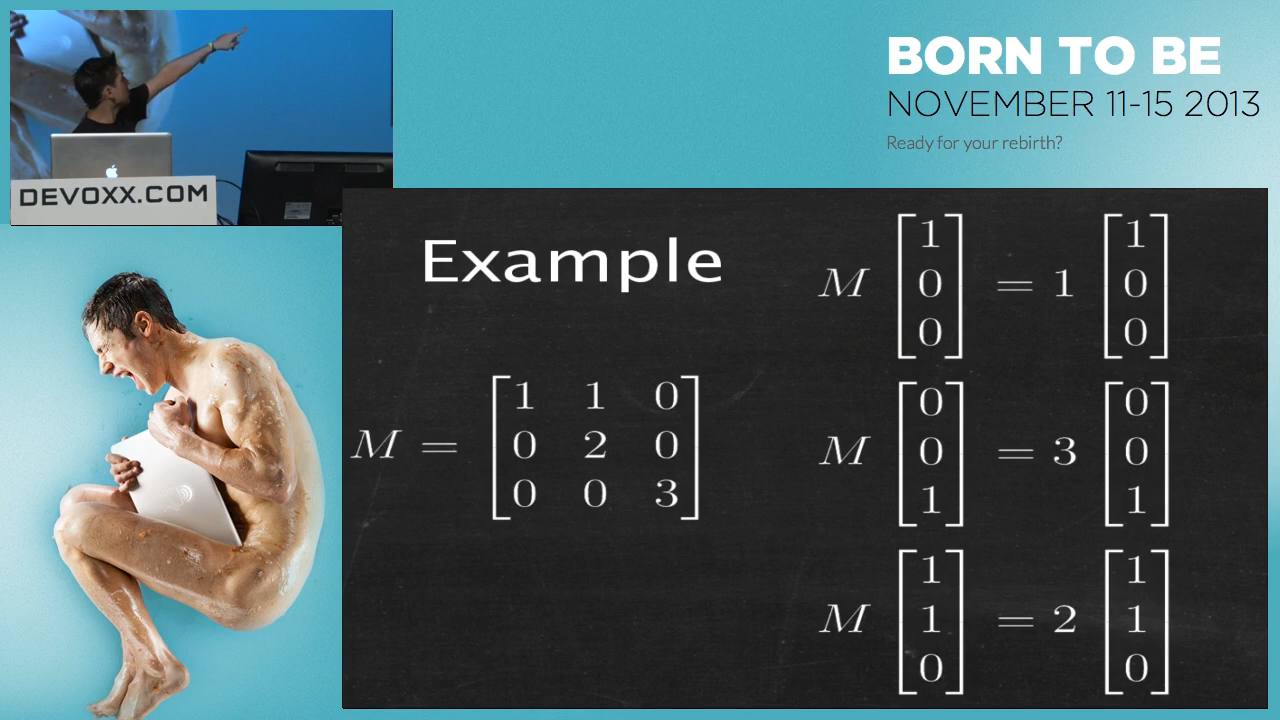 BORN TO BE
NOVEMBER 11-15 2013
Ready for your rebirth?
DEVOXX.COM
Example
M = [1 1 0
0 2 0
0 0 3]
M [1 0 0] = 1 [1 0 0]
M [0 0 1] = 3 [0 0 1]
M [1 1 0] = 2 [1 1 0]